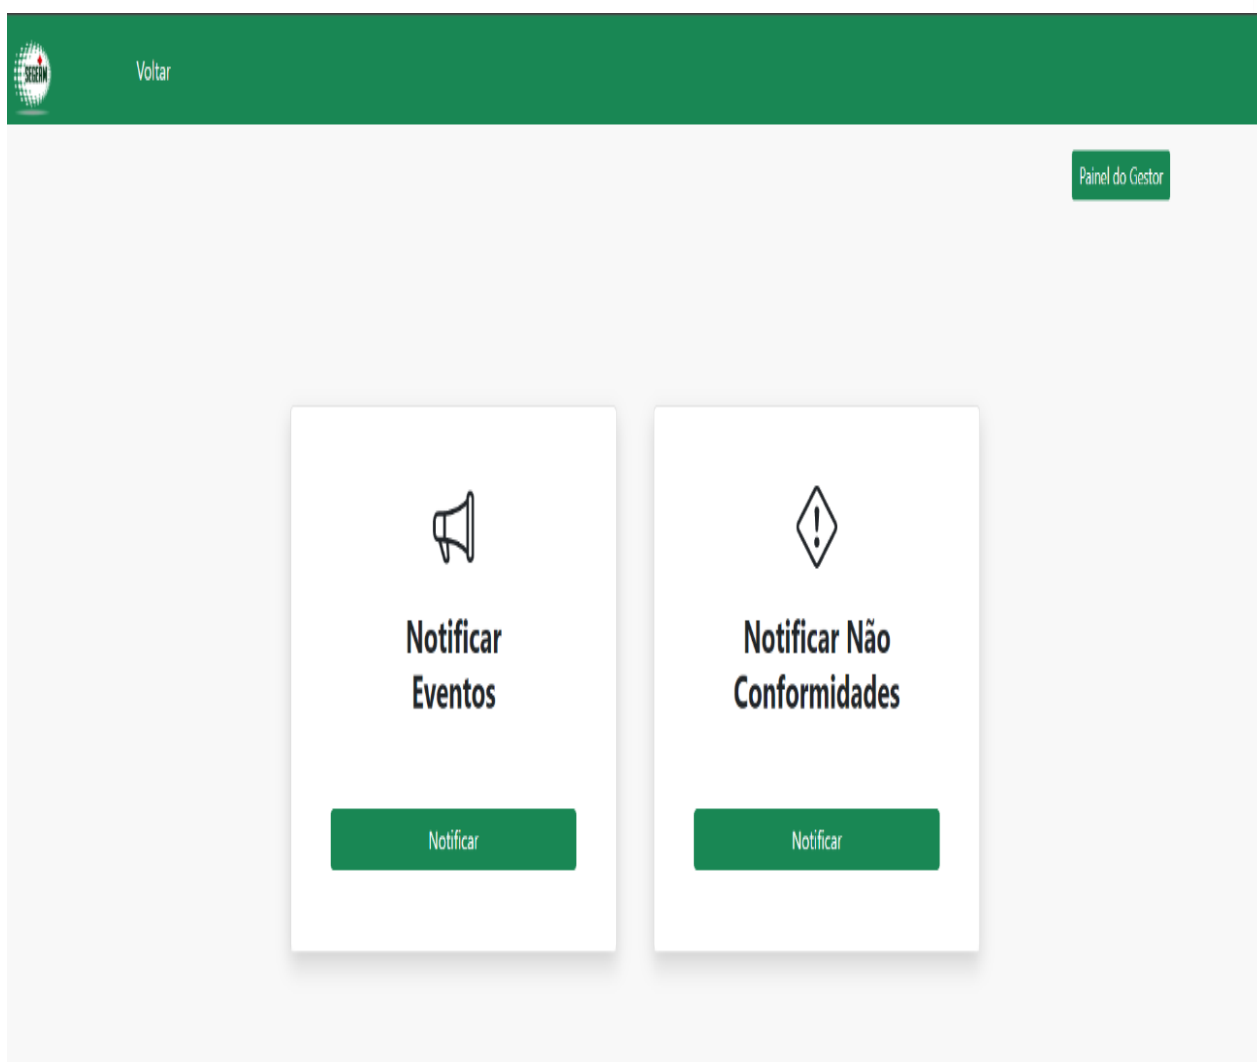 Voltar
Painel do Gestor
Notificar
Eventos
Notificar
Notificar Não
Conformidades
Notificar